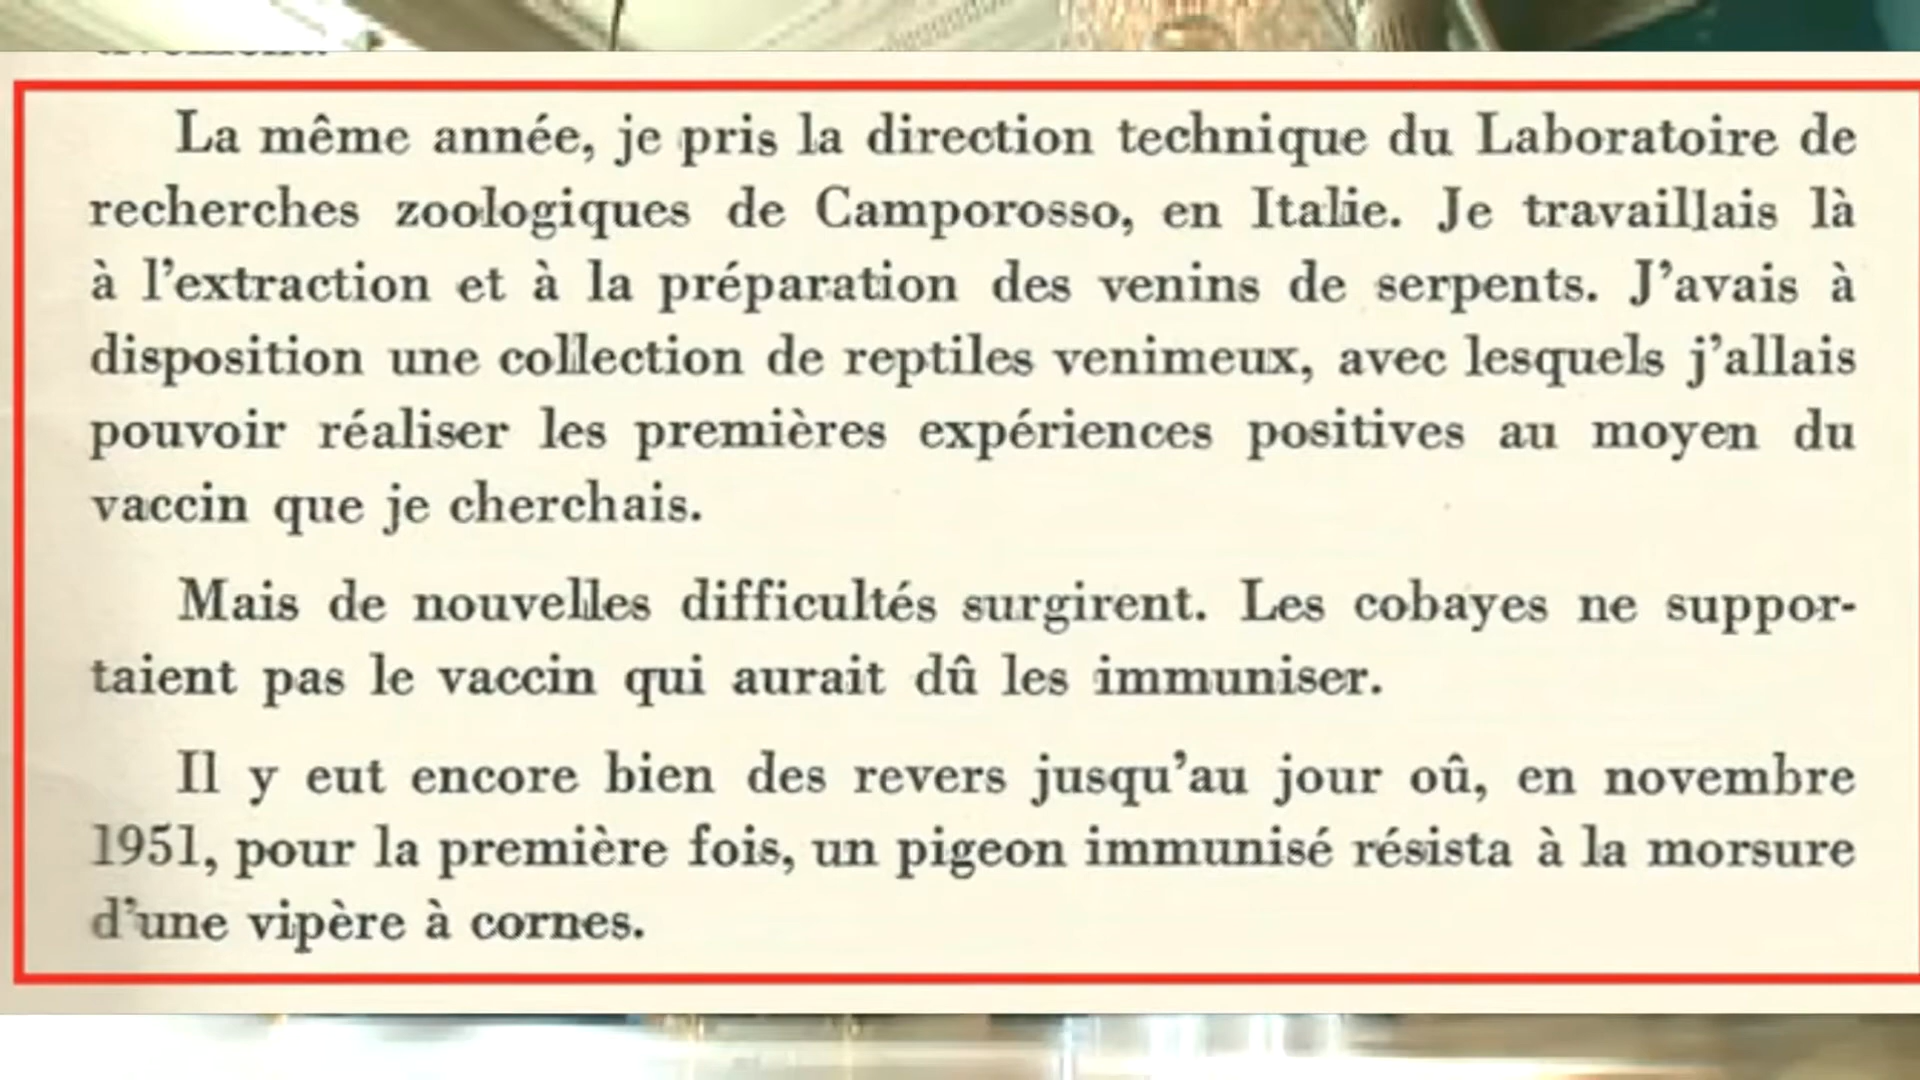 La même année, je pris la direction technique du Laboratoire de
recherches zoologiques de Camporosso, en Italie. Je travaillais là
à l'extraction et à la préparation des venins de serpents. J'avais à
disposition une collection de reptiles venimeux, avec lesquels j'allais
pouvoir réaliser les premières expériences positives au moyen du
vaccin que je cherchais.
Mais de nouvelles difficultés surgirent. Les cobayes ne suppor-
taient pas le vaccin qui aurait dû les immuniser.
Il y eut encore bien des revers jusqu'au jour oû, en novembre
1951, pour la première fois, un pigeon immunisé résista à la morsure
d'une vipère à cornes.